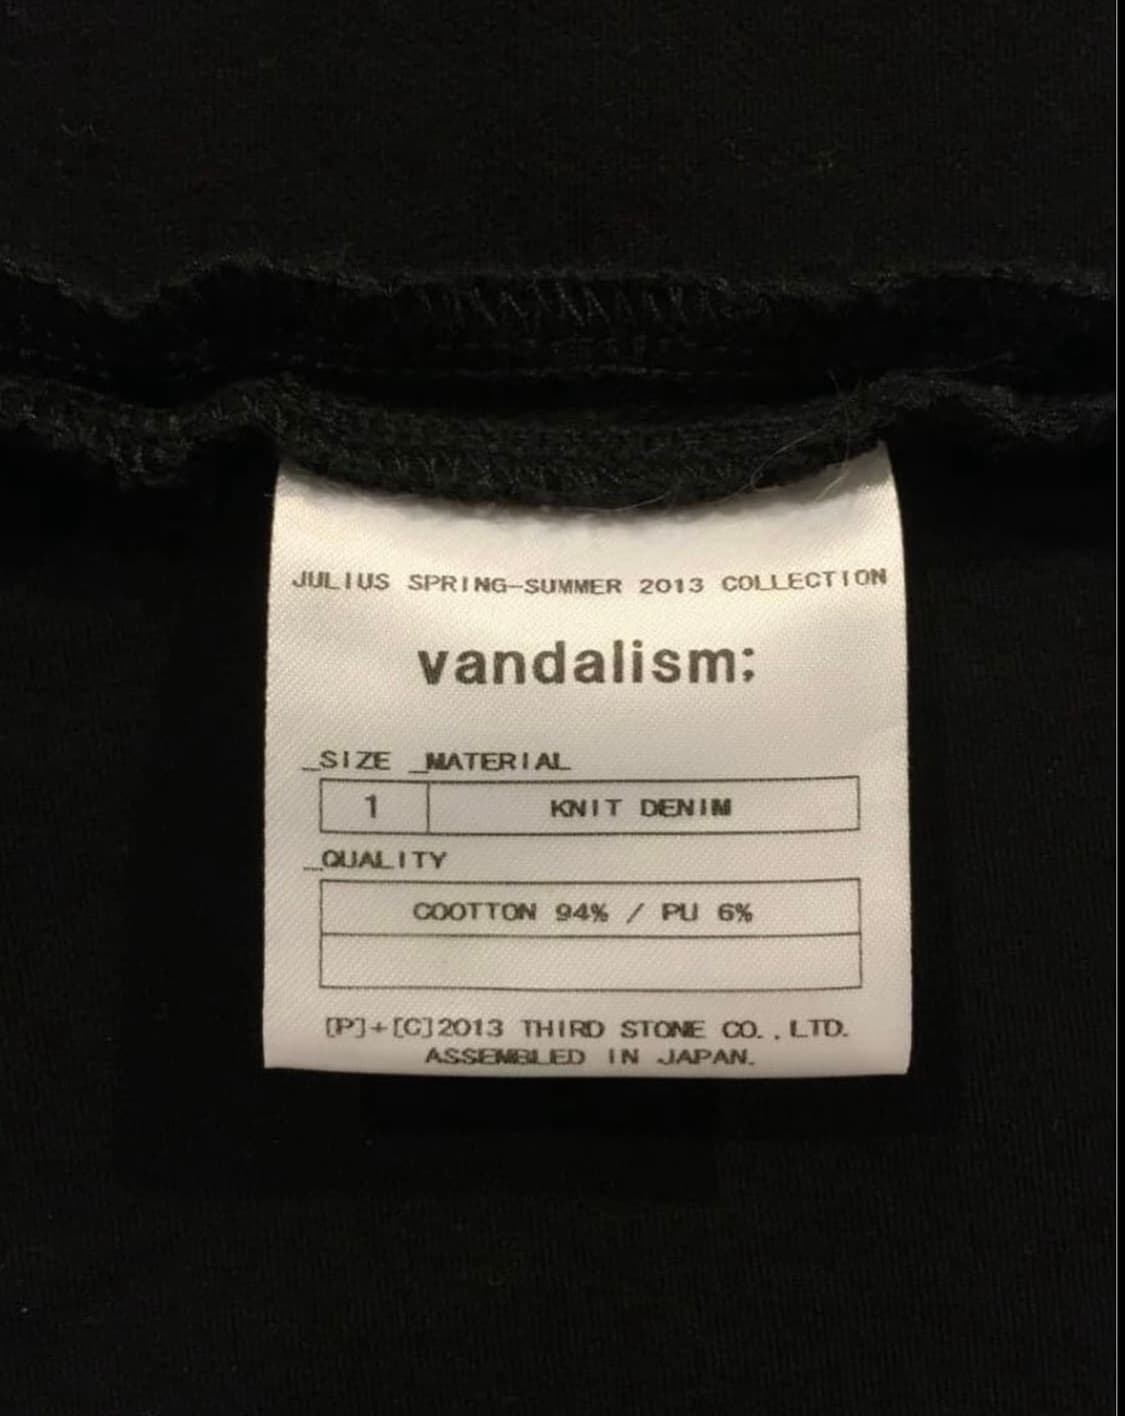 JULIUS SPRING-SUMMER 2013 COLLECTION
vandalism;
_SIZE _MATERIAL
1 KNIT DENIM
_QUALITY
COOTTON 94% / PU 6%
[P]+[C]2013 THIRD STONE CO.,LTD.
ASSEMBLED IN JAPAN.